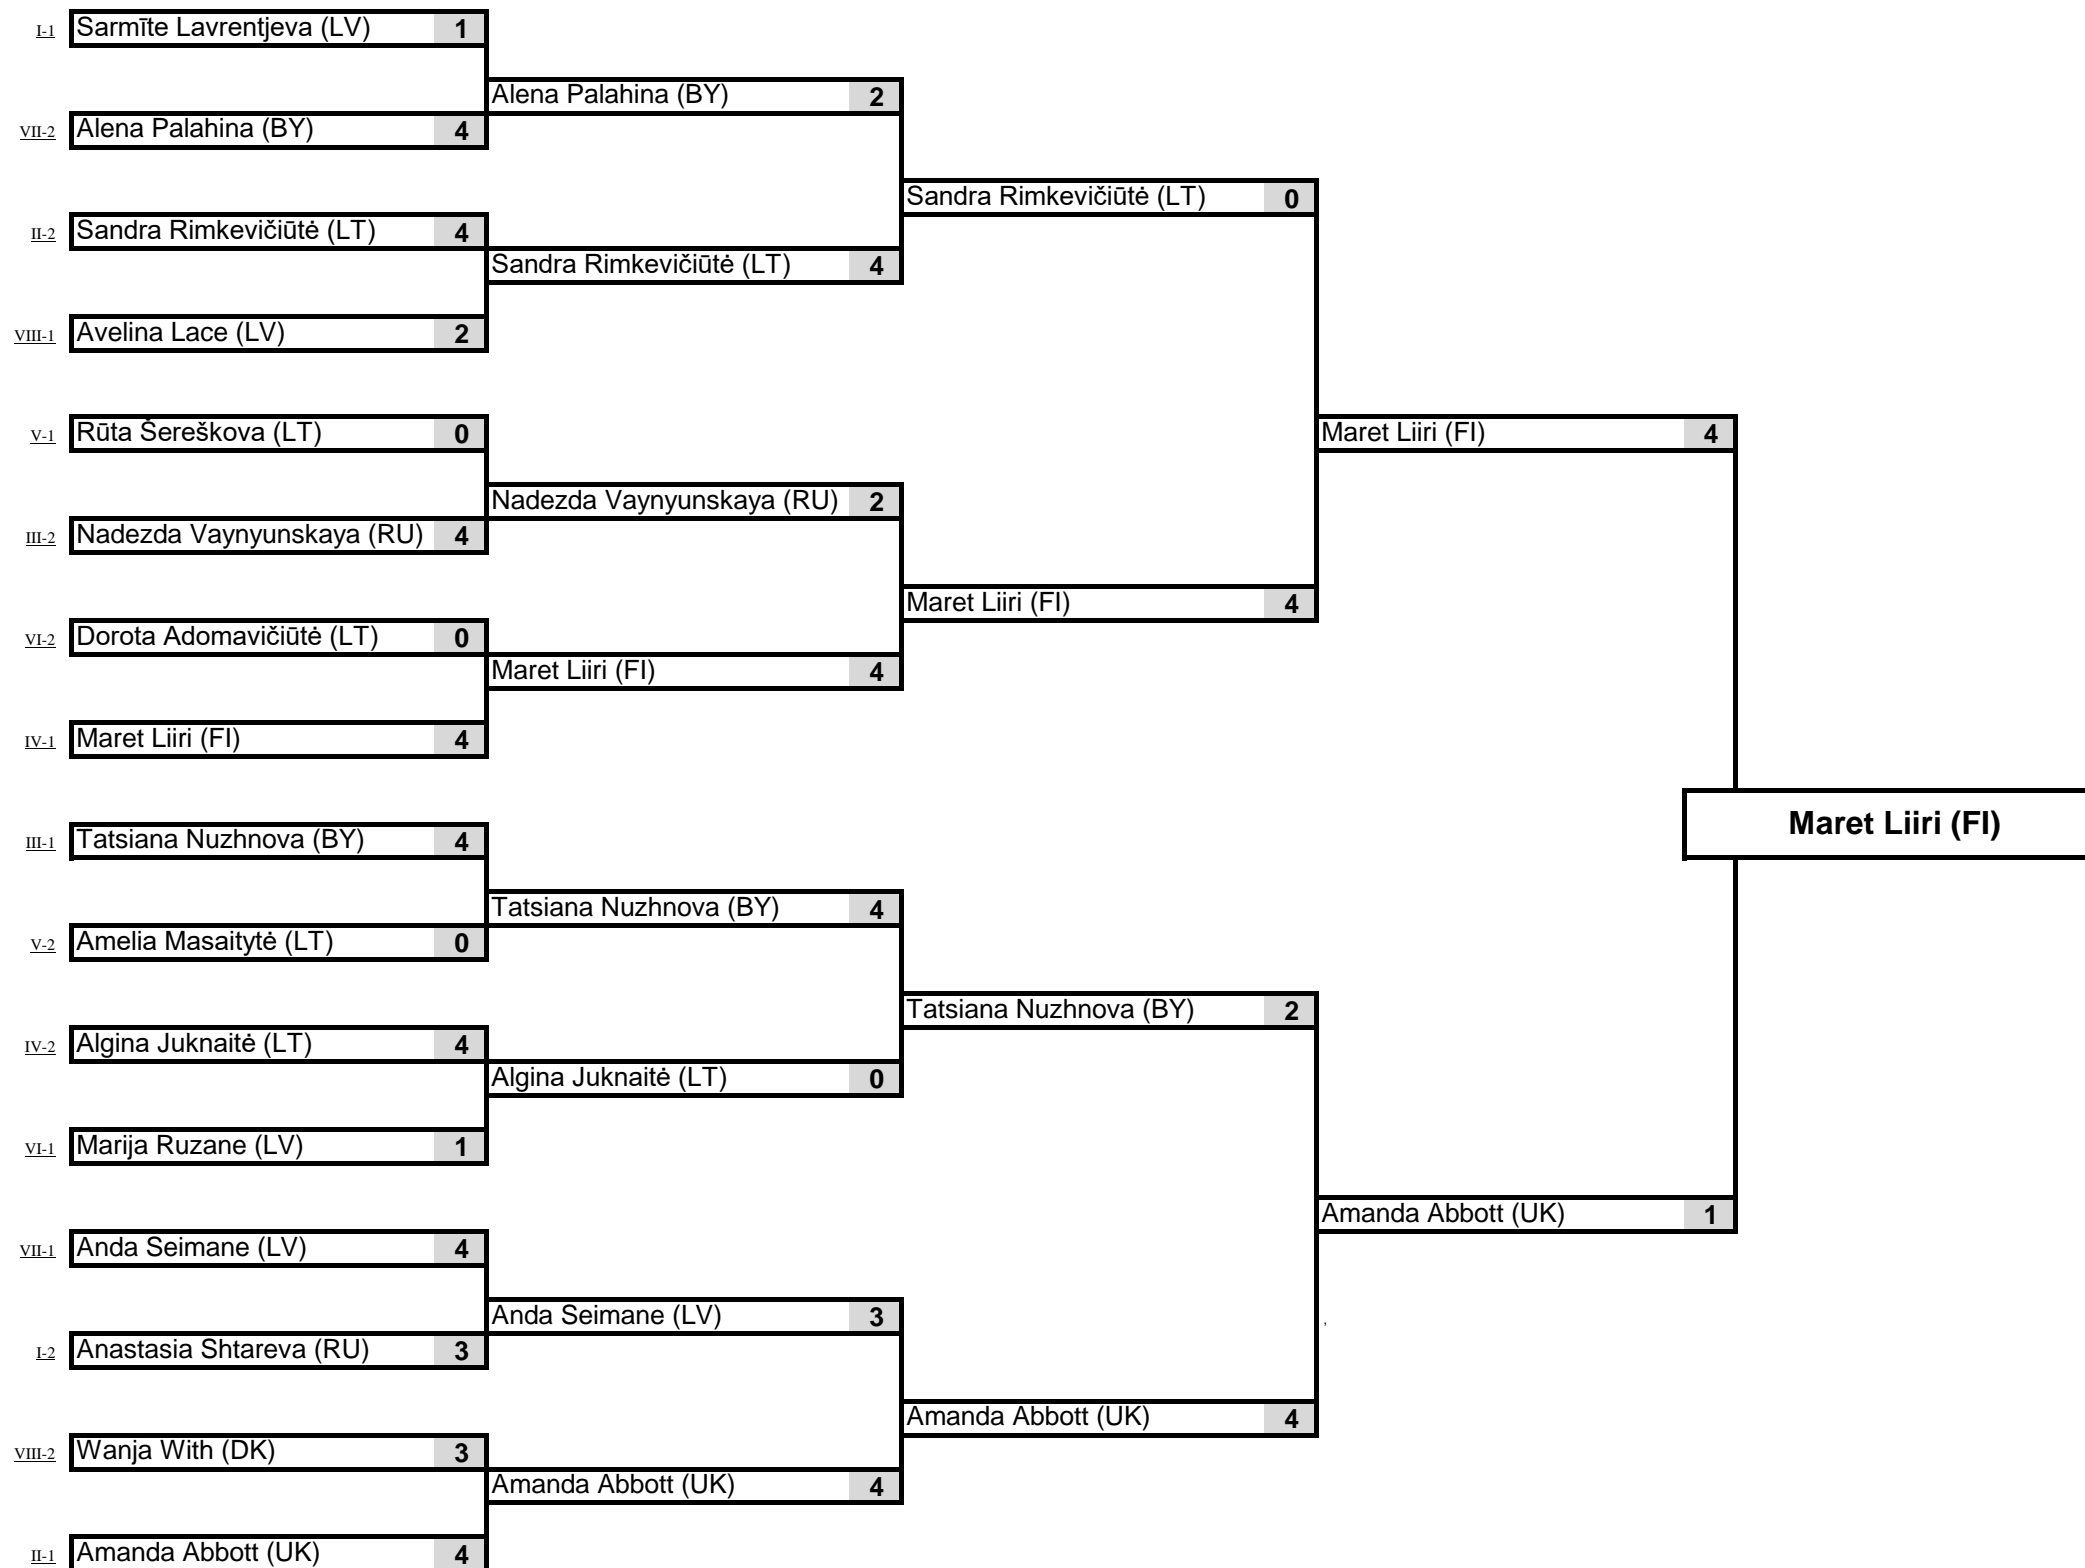 I-1 Sarmīte Lavrentjeva (LV) 1
Alena Palahina (BY) 2
VII-2 Alena Palahina (BY) 4
Sandra Rimkevičiūtė (LT) 0
II-2 Sandra Rimkevičiūtė (LT) 4
Sandra Rimkevičiūtė (LT) 4
VIII-1 Avelina Lace (LV) 2
V-1 Rūta Šereškova (LT) 0
Maret Liiri (FI) 4
Nadezda Vaynyunskaya (RU) 2
III-2 Nadezda Vaynyunskaya (RU) 4
Maret Liiri (FI) 4
VI-2 Dorota Adomavičiūtė (LT) 0
Maret Liiri (FI) 4
IV-1 Maret Liiri (FI) 4
Maret Liiri (FI)
III-1 Tatsiana Nuzhnova (BY) 4
Tatsiana Nuzhnova (BY) 4
V-2 Amelia Masaitytė (LT) 0
Tatsiana Nuzhnova (BY) 2
IV-2 Algina Juknaitė (LT) 4
Algina Juknaitė (LT) 0
VI-1 Marija Ruzane (LV) 1
Amanda Abbott (UK) 1
VII-1 Anda Seimane (LV) 4
Anda Seimane (LV) 3
,
I-2 Anastasia Shtareva (RU) 3
Amanda Abbott (UK) 4
VIII-2 Wanja With (DK) 3
Amanda Abbott (UK) 4
II-1 Amanda Abbott (UK) 4